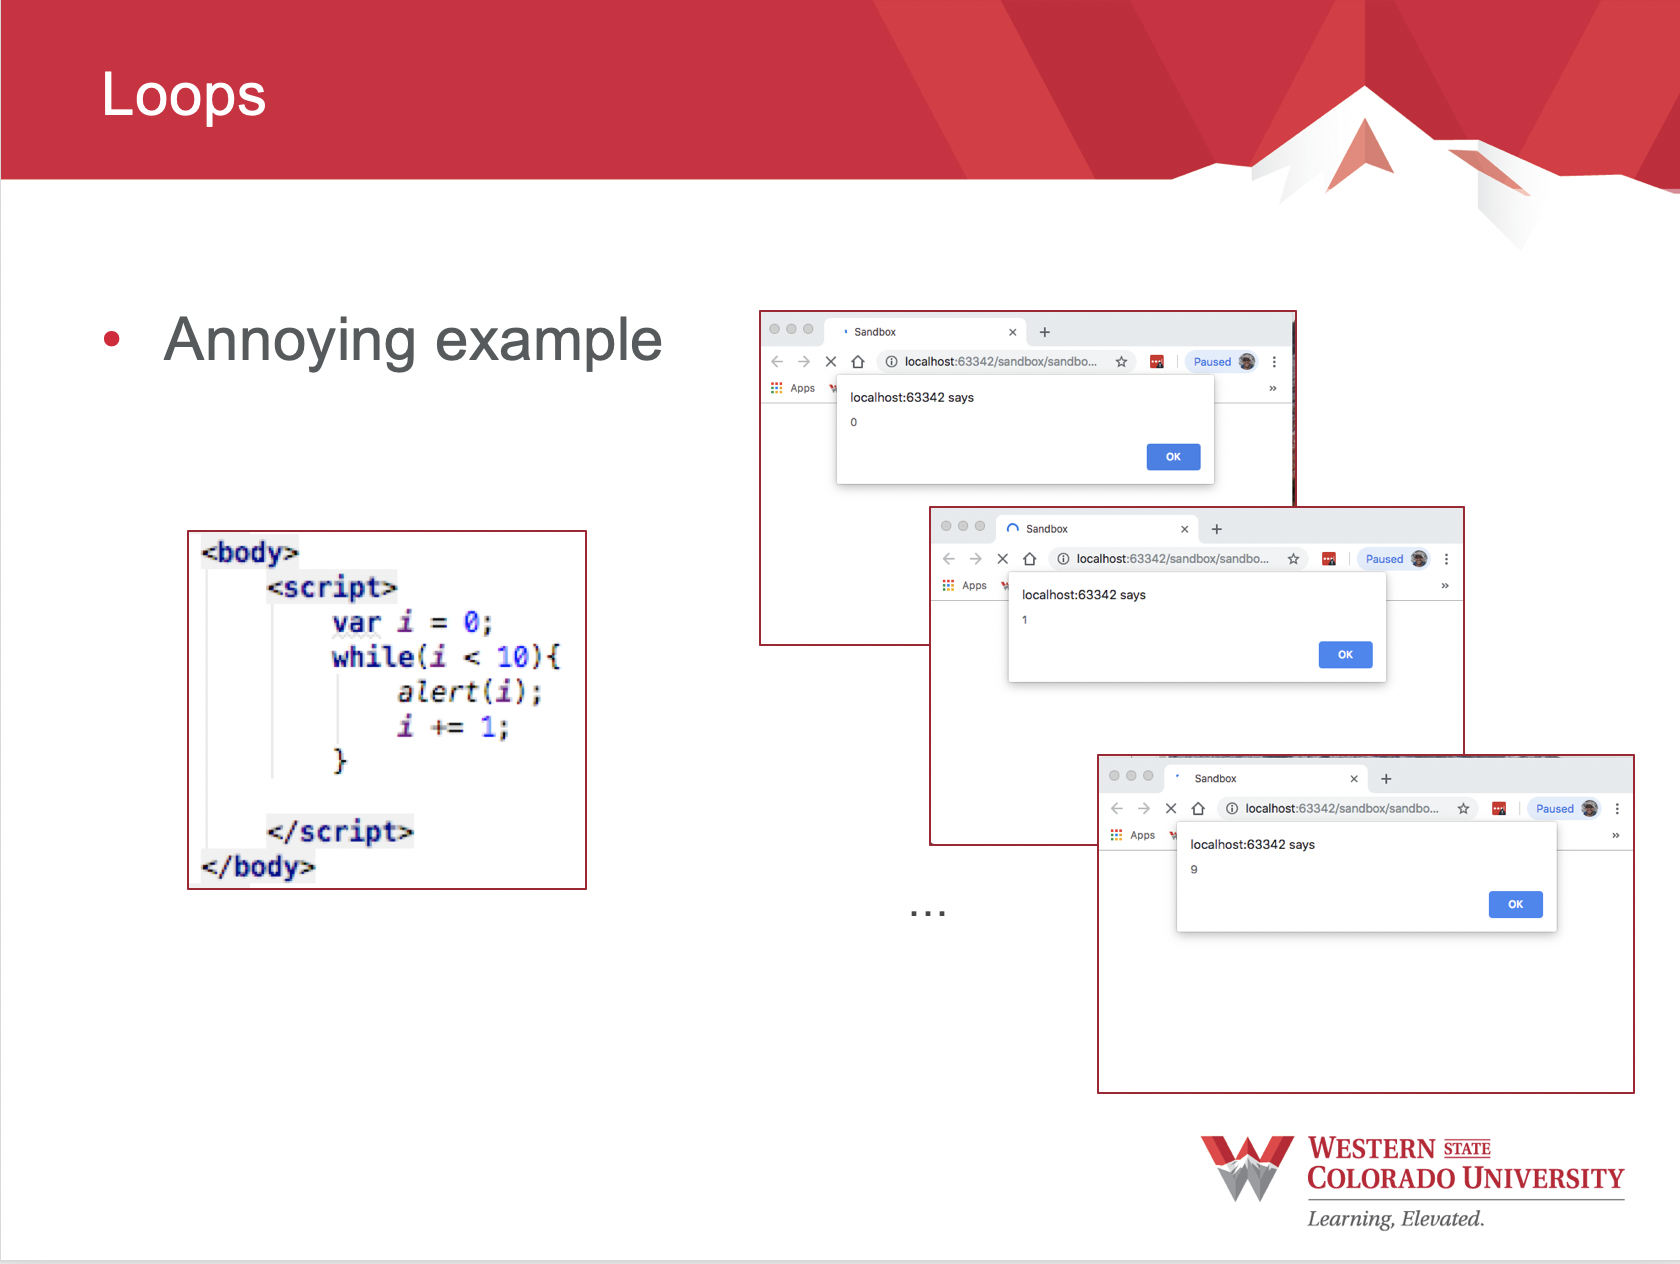 Loops
• Annoying example
<body>
<script>
var i = 0;
while(i < 10){
alert(i);
i += 1;
}
</script>
</body>
Sandbox
localhost:63342/sandbox/sandbo...
Paused
Apps
»
localhost:63342 says
0
OK
Sandbox
localhost:63342/sandbox/sandbo...
Paused
Apps
»
localhost:63342 says
1
OK
Sandbox
localhost:63342/sandbox/sandbo...
Paused
Apps
»
localhost:63342 says
9
OK
...
WESTERN STATE
COLORADO UNIVERSITY
Learning, Elevated.